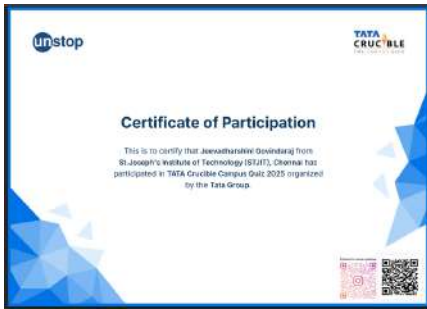 unstop
TATA
CRUCIBLE
Certificate of Participation
This is to certify that Jeevadharshini Govindaraj from
St.Joseph's Institute of Technology (STJIT), Chennai has
participated in TATA Crucible Campus Quiz 2025 organized
by the Tata Group.